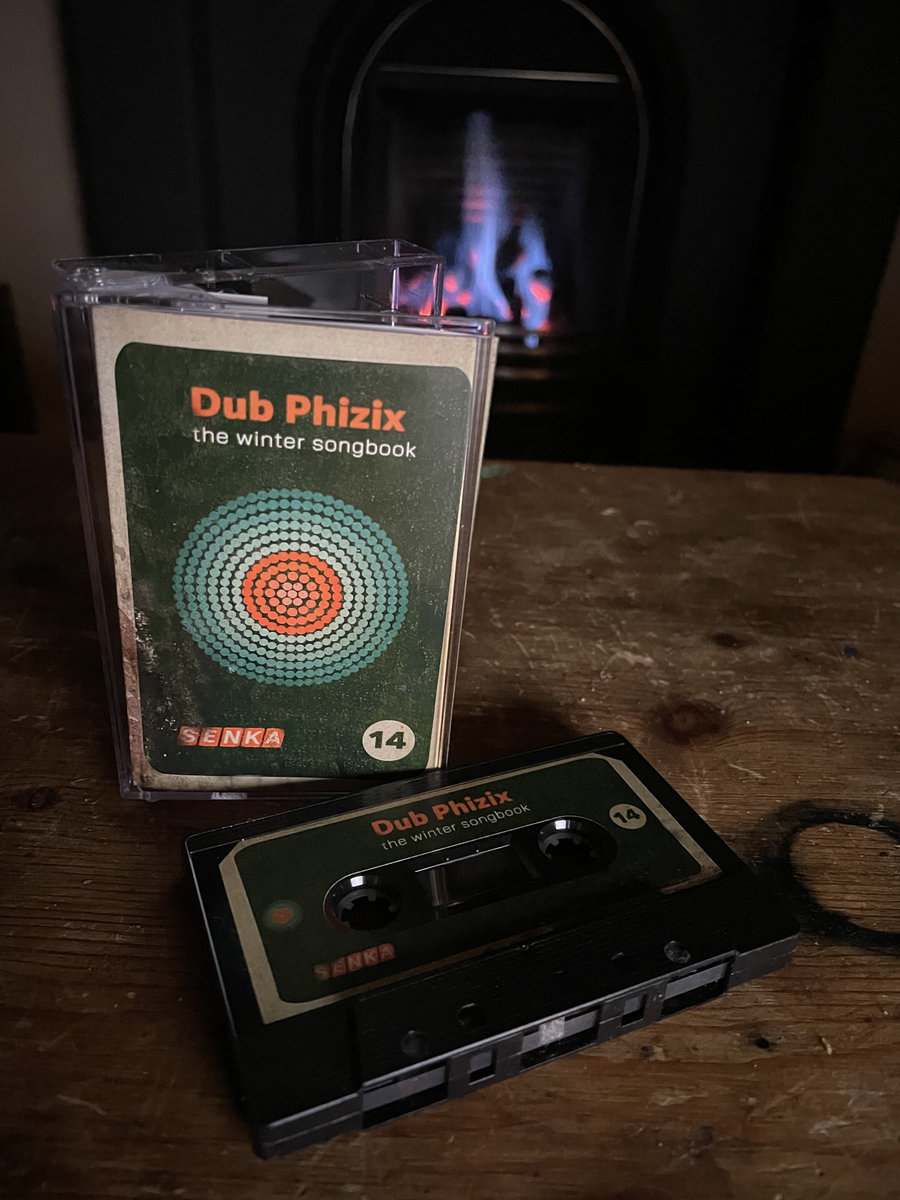 Dub Phizix
the winter songbook
SENKA
14
Dub Phizix
the winter songbook
14
SENKA